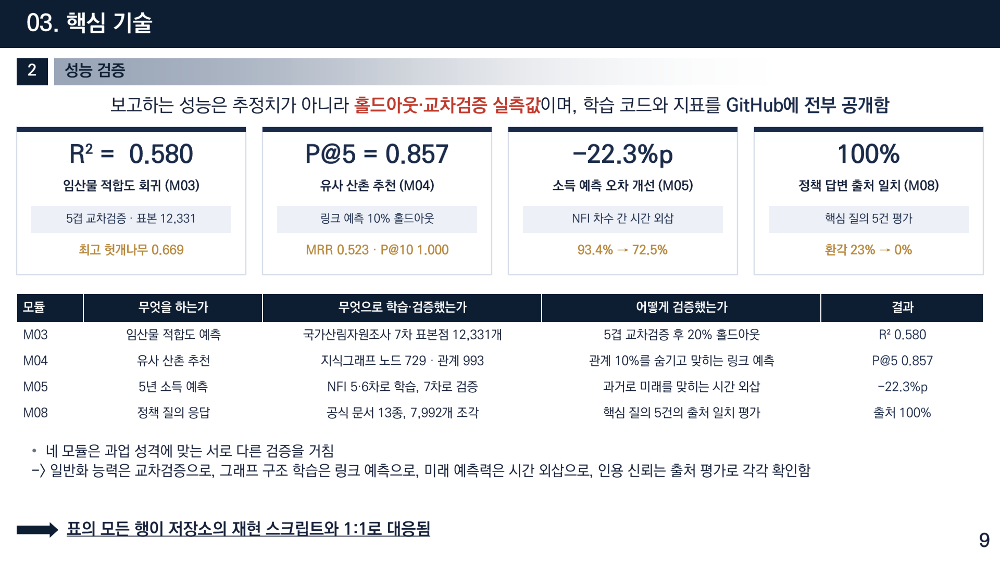 03. 핵심 기술
2
성능 검증
보고하는 성능은 추정치가 아니라 홀드아웃·교차검증 실측값이며, 학습 코드와 지표를 GitHub에 전부 공개함
R² = 0.580
임산물 적합도 회귀 (M03)
5겹 교차검증 · 표본 12,331
최고 헛개나무 0.669
P@5 = 0.857
유사 산촌 추천 (M04)
링크 예측 10% 홀드아웃
MRR 0.523 · P@10 1.000
−22.3%p
소득 예측 오차 개선 (M05)
NFI 차수 간 시간 외삽
93.4% → 72.5%
100%
정책 답변 출처 일치 (M08)
핵심 질의 5건 평가
환각 23% → 0%
모듈 무엇을 하는가 무엇으로 학습·검증했는가 어떻게 검증했는가 결과
M03 임산물 적합도 예측 국가산림자원조사 7차 표본점 12,331개 5겹 교차검증 후 20% 홀드아웃 R² 0.580
M04 유사 산촌 추천 지식그래프 노드 729 · 관계 993 관계 10%를 숨기고 맞히는 링크 예측 P@5 0.857
M05 5년 소득 예측 NFI 5·6차로 학습, 7차로 검증 과거로 미래를 맞히는 시간 외삽 −22.3%p
M08 정책 질의 응답 공식 문서 13종, 7,992개 조각 핵심 질의 5건의 출처 일치 평가 출처 100%
• 네 모듈은 과업 성격에 맞는 서로 다른 검증을 거침
–> 일반화 능력은 교차검증으로, 그래프 구조 학습은 링크 예측으로, 미래 예측력은 시간 외삽으로, 인용 신뢰는 출처 평가로 각각 확인함
표의 모든 행이 저장소의 재현 스크립트와 1:1로 대응됨
9